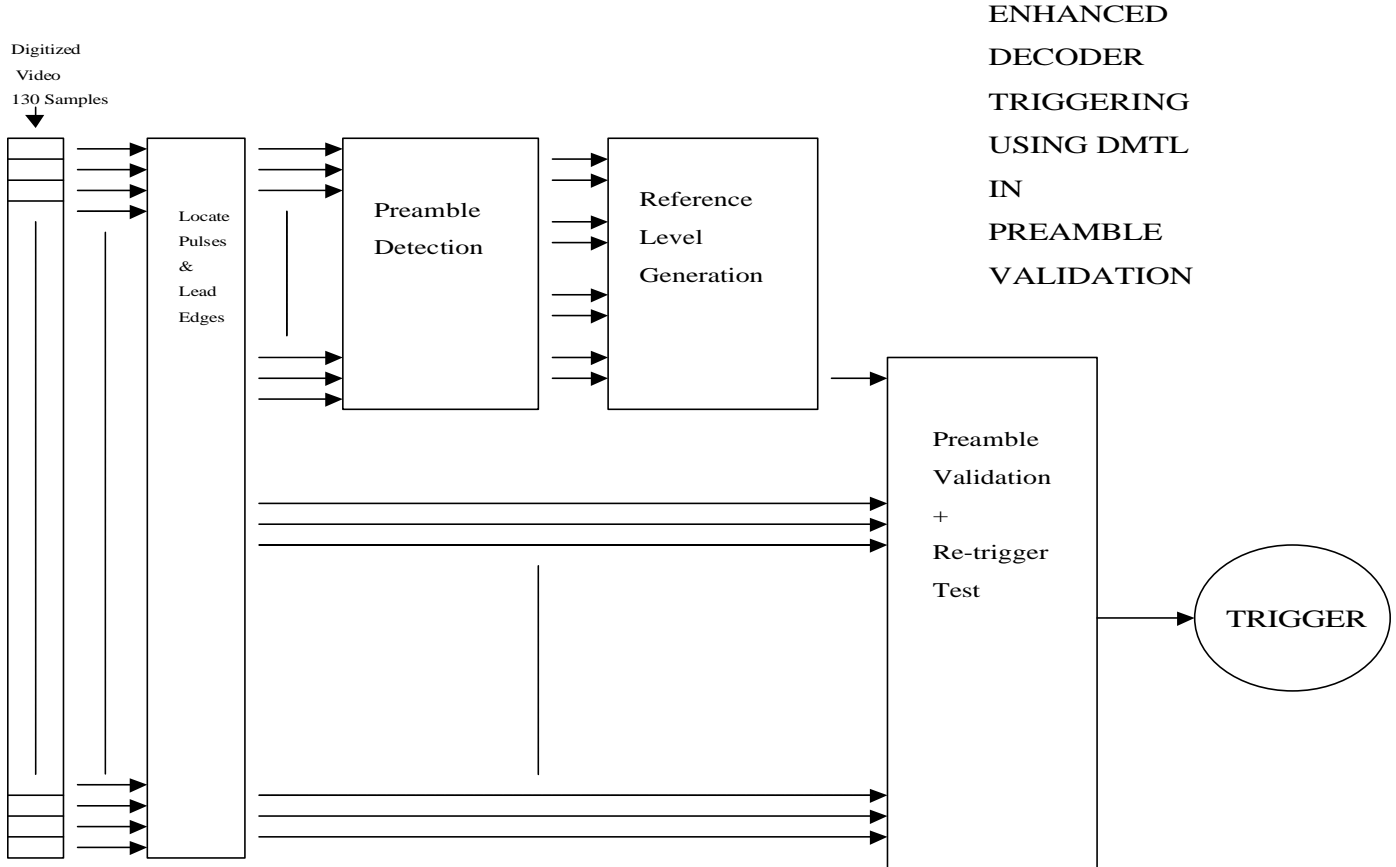 ENHANCED
DECODER
TRIGGERING
USING DMTL
IN
PREAMBLE
VALIDATION
Digitized
Video
130 Samples
Locate
Pulses
&
Lead
Edges
Preamble
Detection
Reference
Level
Generation
Preamble
Validation
+
Re-trigger
Test
TRIGGER